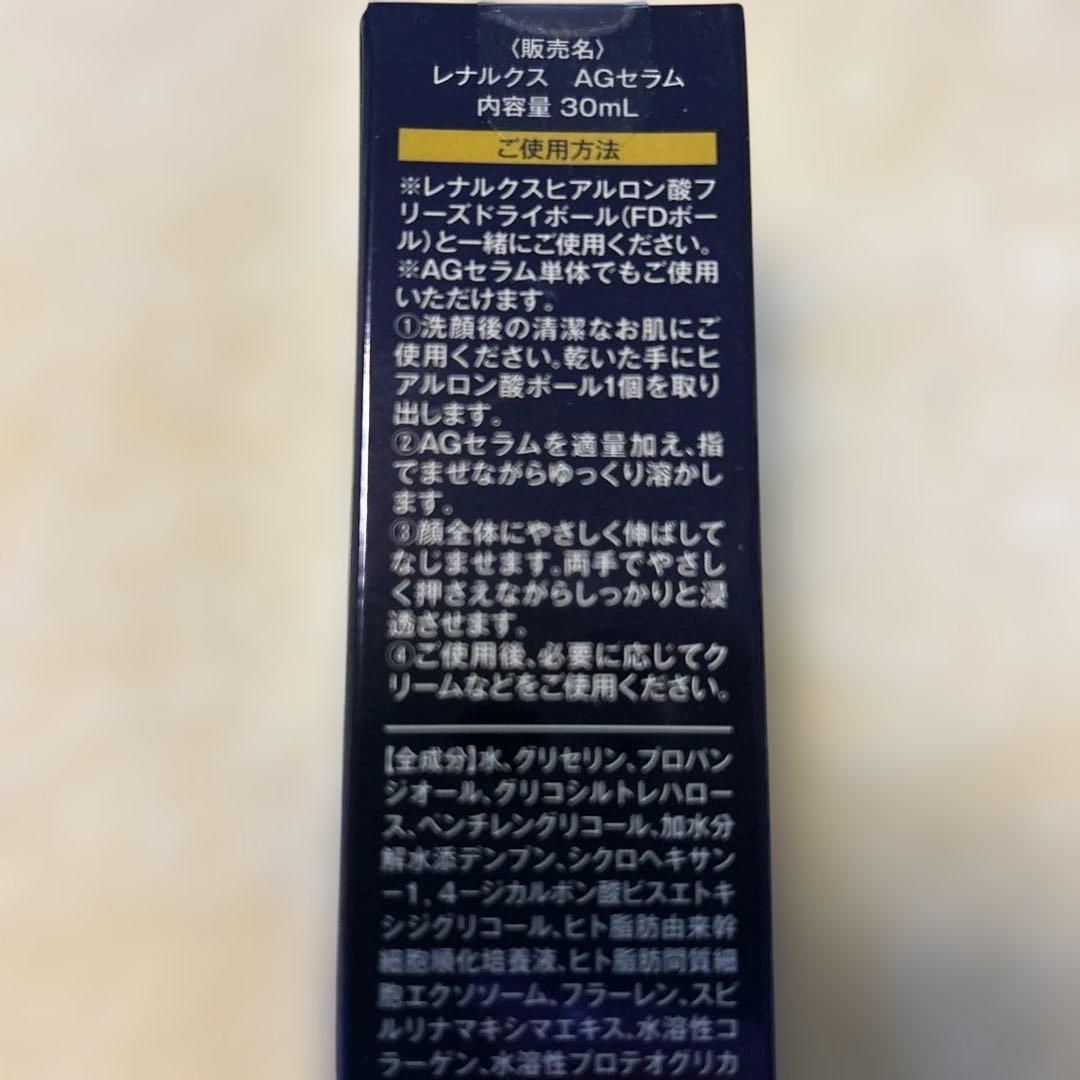 〈販売名〉
レナルクス　AGセラム
内容量 30mL
ご使用方法
※レナルクスヒアルロン酸フ
リーズドライボール(FDボー
ル)と一緒にご使用ください。
※AGセラム単体でもご使用
いただけます。
①洗顔後の清潔なお肌にご
使用ください。乾いた手にヒ
アルロン酸ボール1個を取り
出します。
②AGセラムを適量加え、指
でまぜながらゆっくり溶かし
ます。
③顔全体にやさしく伸ばして
なじませます。両手でやさし
く押さえながらしっかりと浸
透させます。
④ご使用後、必要に応じてク
リームなどをご使用ください。
【全成分】水、グリセリン、プロパン
ジオール、グリコシルトレハロー
ス、ペンチレングリコール、加水分
解水添デンプン、シクロヘキサン
-1，4-ジカルボン酸ビスエトキ
シジグリコール、ヒト脂肪由来幹
細胞順化培養液、ヒト脂肪間質細
胞エクソソーム、フラーレン、スピ
ルリナマキシマエキス、水溶性コ
ラーゲン、水溶性プロテオグリカ